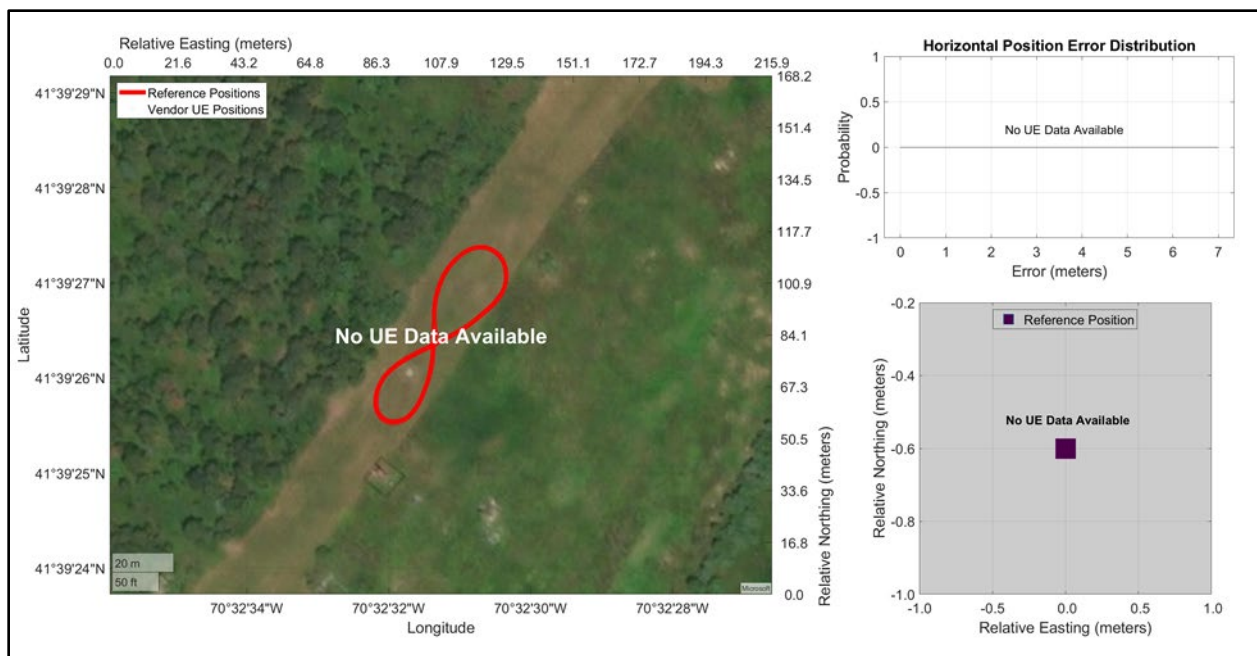 Relative Easting (meters)
0.0 21.6 43.2 64.8 86.3 107.9 129.5 151.1 172.7 194.3 215.9
Reference Positions
Vendor UE Positions
41°39'29"N
41°39'28"N
41°39'27"N
41°39'26"N
41°39'25"N
41°39'24"N
Latitude
No UE Data Available
168.2
151.4
134.5
117.7
100.9
84.1
67.3
50.5
33.6
16.8
0.0
Relative Northing (meters)
20 m
50 ft
Microsoft
70°32'34"W 70°32'32"W 70°32'30"W 70°32'28"W
Longitude
Horizontal Position Error Distribution
1
0.5
0
-0.5
-1
Probability
No UE Data Available
0 1 2 3 4 5 6 7
Error (meters)
-0.2
-0.4
-0.6
-0.8
-1.0
Relative Northing (meters)
Reference Position
No UE Data Available
-1.0 -0.5 0.0 0.5 1.0
Relative Easting (meters)